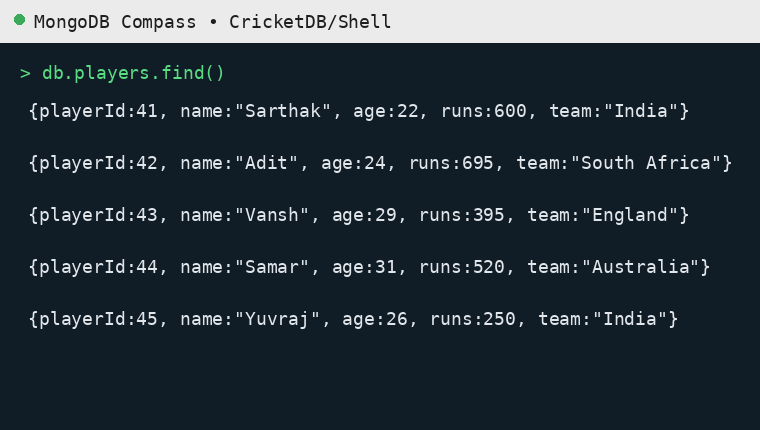 MongoDB Compass • CricketDB/Shell
> db.players.find()
{playerId:41, name:"Sarthak", age:22, runs:600, team:"India"}
{playerId:42, name:"Adit", age:24, runs:695, team:"South Africa"}
{playerId:43, name:"Vansh", age:29, runs:395, team:"England"}
{playerId:44, name:"Samar", age:31, runs:520, team:"Australia"}
{playerId:45, name:"Yuvraj", age:26, runs:250, team:"India"}